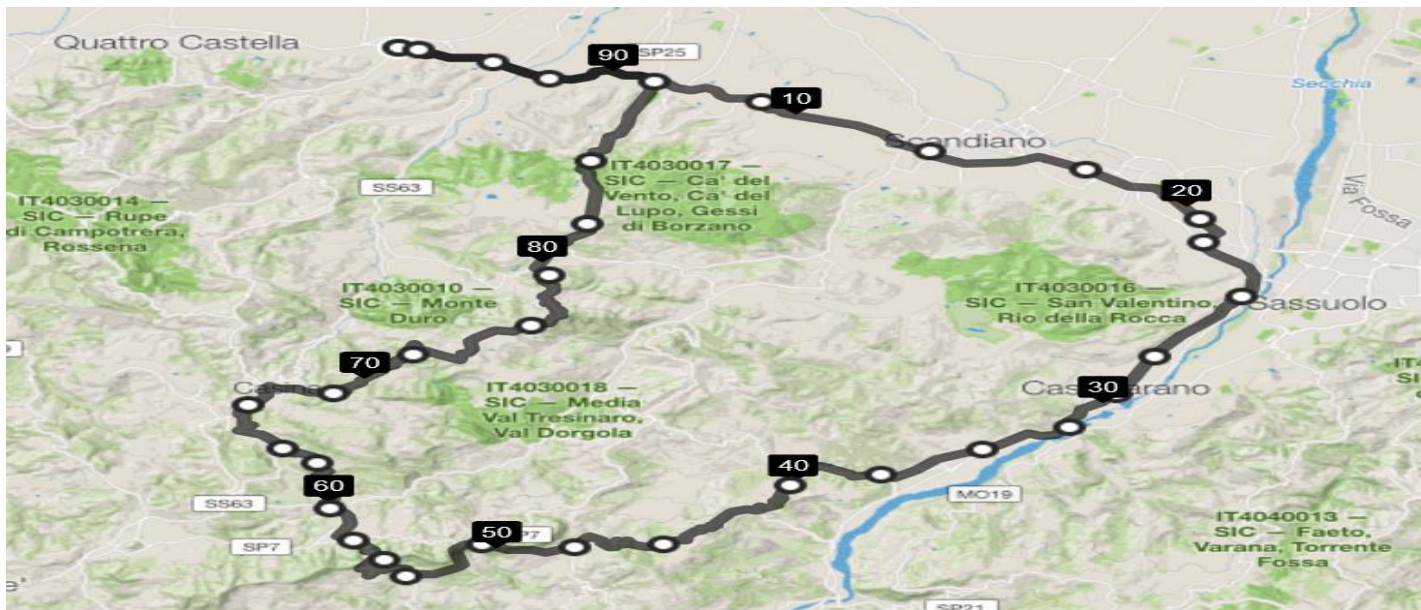 Quattro Castella
90
SP25
Secchia
10
Scandiano
Via Fossa
IT4030017 —
SIC — Ca' del
Vento, Ca' del
Lupo, Gessi
di Borzano
SS63
20
IT4030014 —
SIC — Rupe
di Campotrera,
Rossena
80
IT4030010 —
SIC — Monte
Duro
IT4030016 —
SIC — San Valentino,
Rio della Rocca
Sassuolo
70
IT4030018 —
SIC — Media
Val Tresinaro,
Val Dorgola
30
40
60
SS63
MO19
50
SP7
IT4040013 — SIC — Faeto,
Varana, Torrente
Fossa
SP21